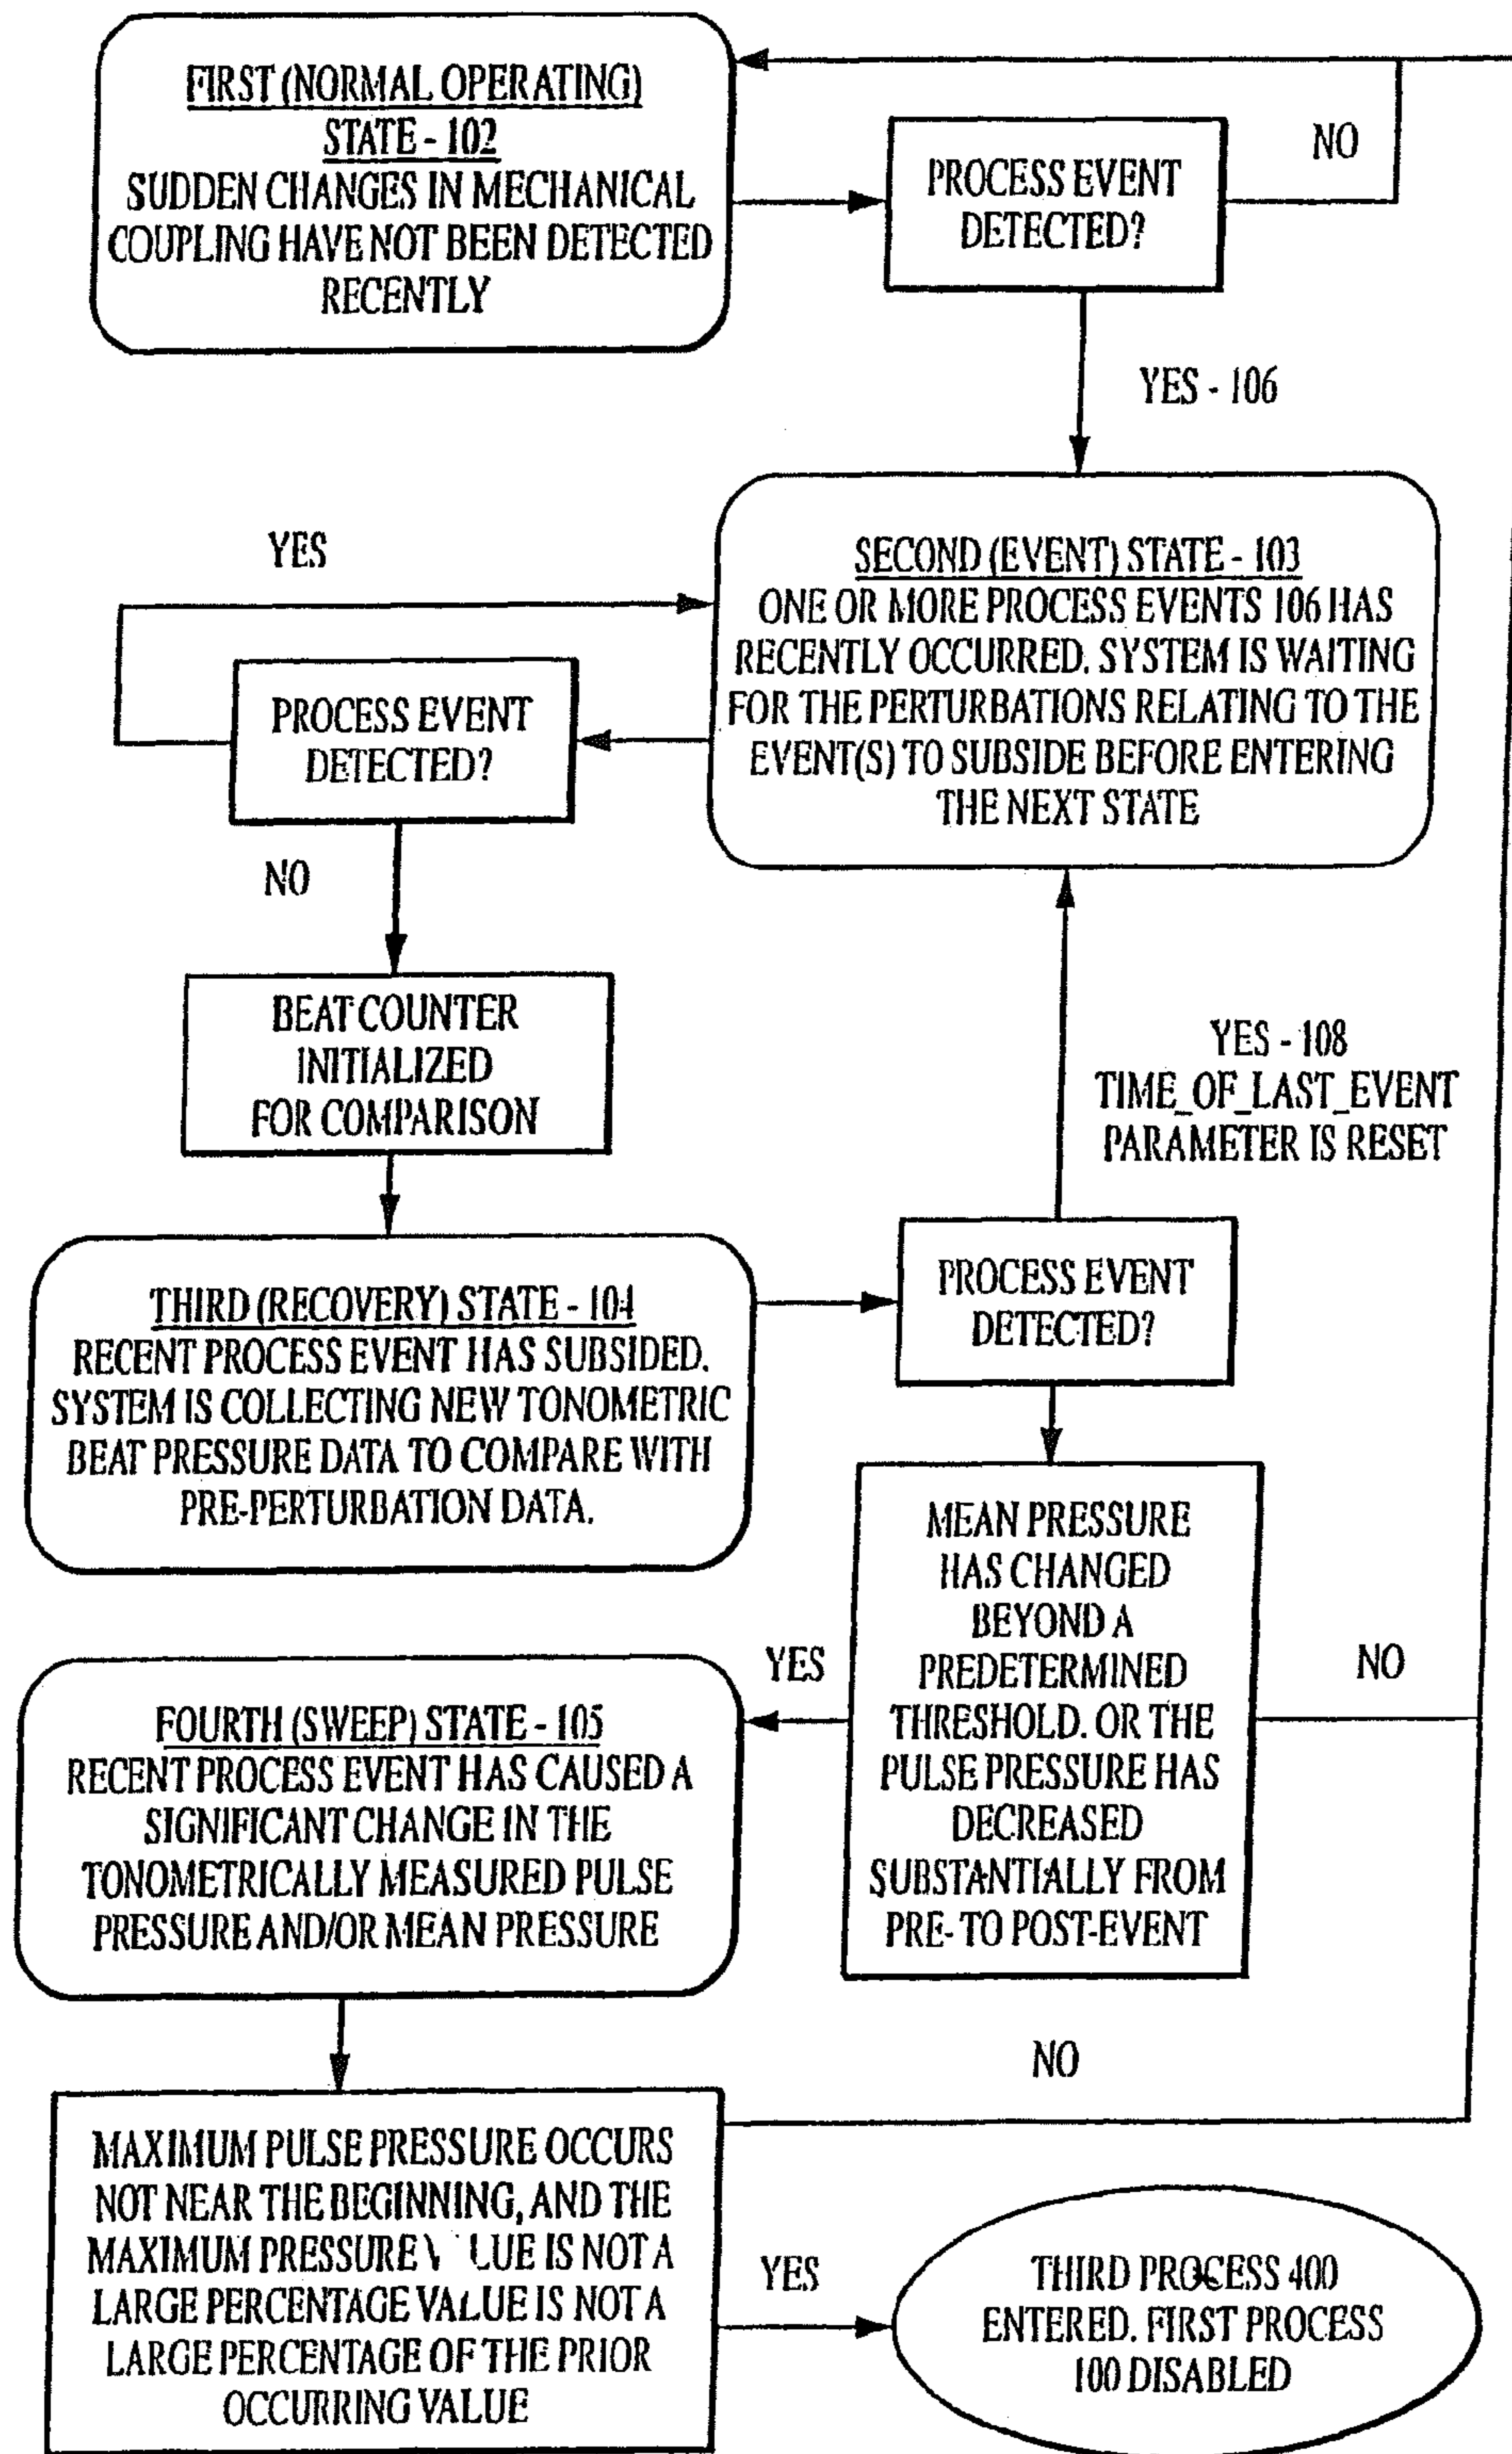 FIRST (NORMAL OPERATING)
STATE - 102
SUDDEN CHANGES IN MECHANICAL
COUPLING HAVE NOT BEEN DETECTED
RECENTLY
PROCESS EVENT
DETECTED?
NO
YES - 106
SECOND (EVENT) STATE - 103
ONE OR MORE PROCESS EVENTS 106 HAS
RECENTLY OCCURRED. SYSTEM IS WAITING
FOR THE PERTURBATIONS RELATING TO THE
EVENT(S) TO SUBSIDE BEFORE ENTERING
THE NEXT STATE
YES
PROCESS EVENT
DETECTED?
NO
BEAT COUNTER
INITIALIZED
FOR COMPARISON
YES - 108
TIME_OF_LAST_EVENT
PARAMETER IS RESET
THIRD (RECOVERY) STATE - 104
RECENT PROCESS EVENT HAS SUBSIDED.
SYSTEM IS COLLECTING NEW TONOMETRIC
BEAT PRESSURE DATA TO COMPARE WITH
PRE-PERTURBATION DATA.
PROCESS EVENT
DETECTED?
MEAN PRESSURE
HAS CHANGED
BEYOND A
PREDETERMINED
THRESHOLD. OR THE
PULSE PRESSURE HAS
DECREASED
SUBSTANTIALLY FROM
PRE- TO POST-EVENT
YES
NO
FOURTH (SWEEP) STATE - 105
RECENT PROCESS EVENT HAS CAUSED A
SIGNIFICANT CHANGE IN THE
TONOMETRICALLY MEASURED PULSE
PRESSURE AND/OR MEAN PRESSURE
NO
MAXIMUM PULSE PRESSURE OCCURS
NOT NEAR THE BEGINNING, AND THE
MAXIMUM PRESSURE IS NOT A
LARGE PERCENTAGE VALUE IS NOT A
LARGE PERCENTAGE OF THE PRIOR
OCCURRING VALUE
YES
THIRD PROCESS 400
ENTERED. FIRST PROCESS
100 DISABLED